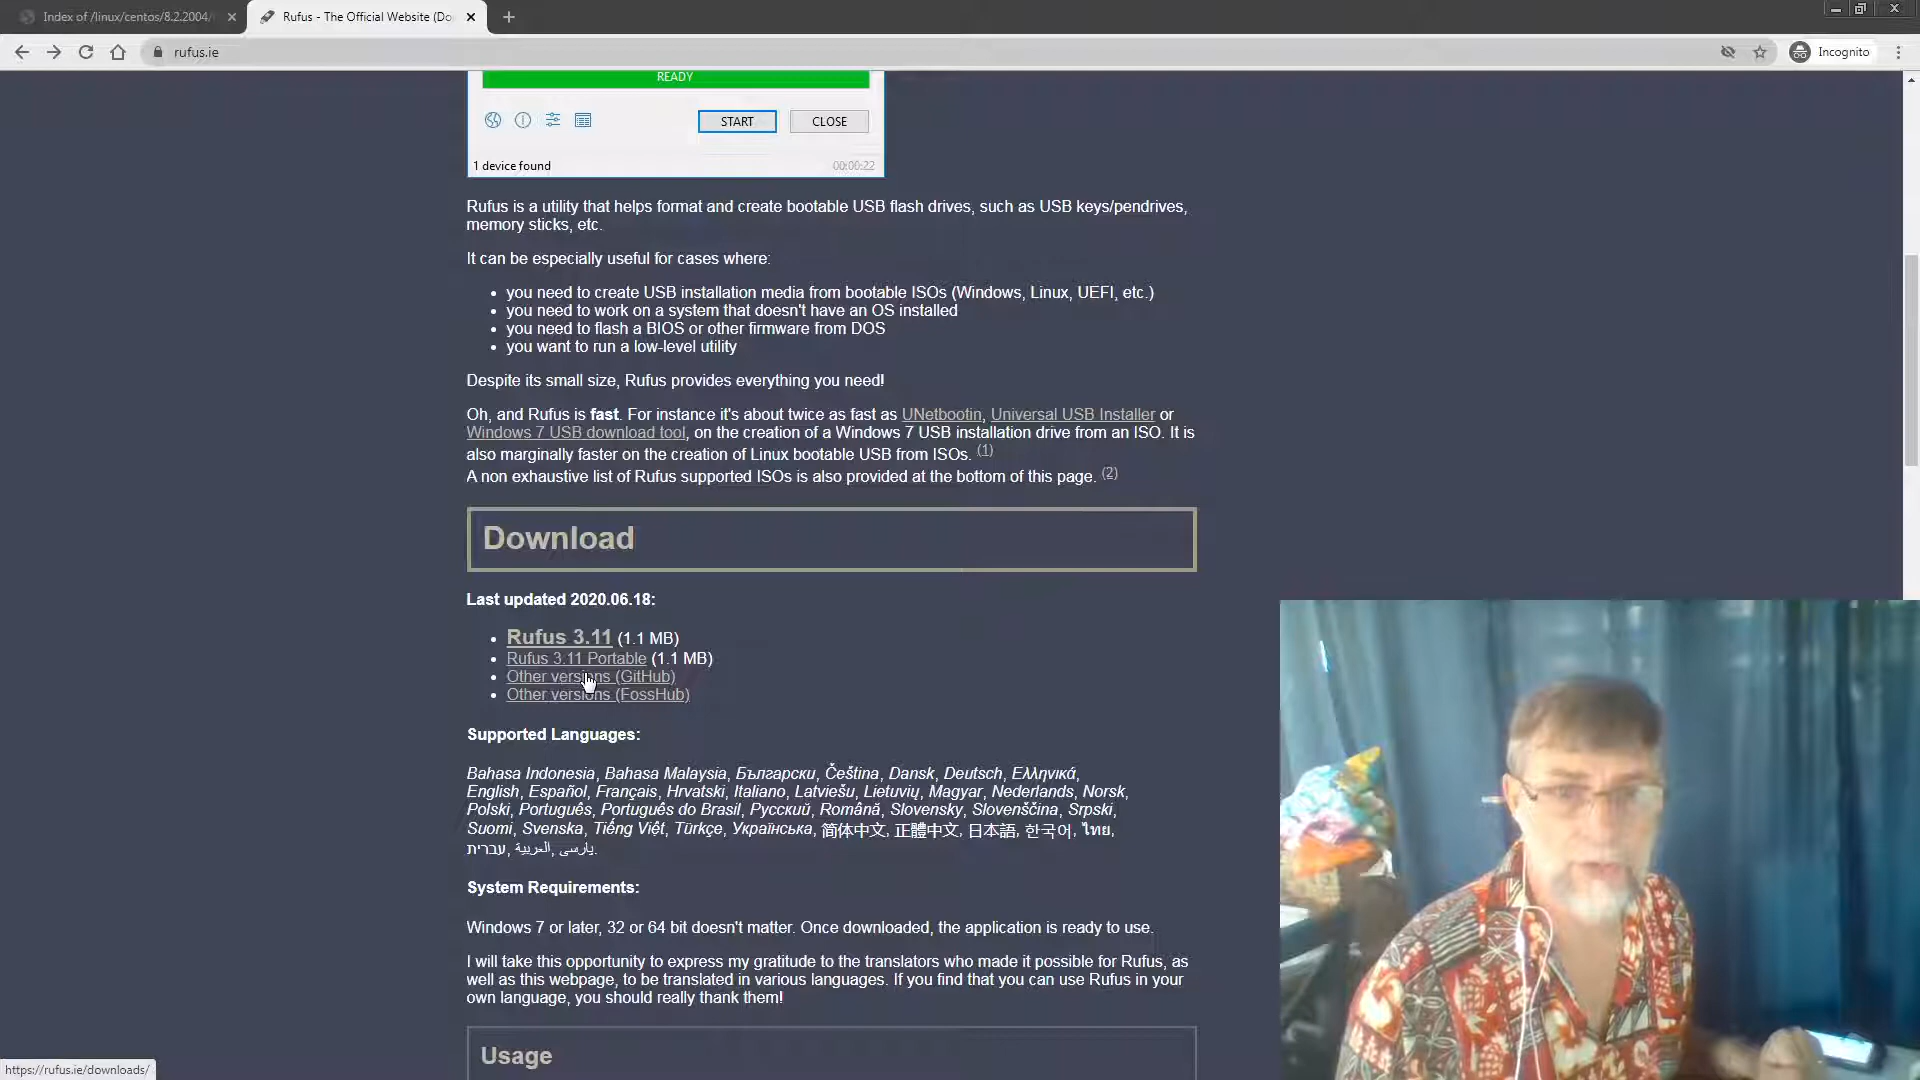 Index of /linux/centos/8.2.2004/
Rufus - The Official Website (Do
rufus.ie
Incognito
READY
START
CLOSE
1 device found
00:00:22
Rufus is a utility that helps format and create bootable USB flash drives, such as USB keys/pendrives,
memory sticks, etc.
It can be especially useful for cases where:
• you need to create USB installation media from bootable ISOs (Windows, Linux, UEFI, etc.)
• you need to work on a system that doesn't have an OS installed
• you need to flash a BIOS or other firmware from DOS
• you want to run a low-level utility
Despite its small size, Rufus provides everything you need!
Oh, and Rufus is fast. For instance it's about twice as fast as UNetbootin, Universal USB Installer or
Windows 7 USB download tool, on the creation of a Windows 7 USB installation drive from an ISO. It is
also marginally faster on the creation of Linux bootable USB from ISOs. (1)
A non exhaustive list of Rufus supported ISOs is also provided at the bottom of this page. (2)
Download
Last updated 2020.06.18:
• Rufus 3.11 (1.1 MB)
• Rufus 3.11 Portable (1.1 MB)
• Other versions (GitHub)
• Other versions (FossHub)
Supported Languages:
Bahasa Indonesia, Bahasa Malaysia, Български, Čeština, Dansk, Deutsch, Ελληνικά,
English, Español, Français, Hrvatski, Italiano, Latviešu, Lietuvių, Magyar, Nederlands, Norsk,
Polski, Português, Português do Brasil, Русский, Română, Slovensky, Slovenščina, Srpski,
Suomi, Svenska, Tiếng Việt, Türkçe, Українська, 简体中文, 正體中文, 日本語, 한국어, ไทย,
עברית, العربية, پارسی.
System Requirements:
Windows 7 or later, 32 or 64 bit doesn't matter. Once downloaded, the application is ready to use.
I will take this opportunity to express my gratitude to the translators who made it possible for Rufus, as
well as this webpage, to be translated in various languages. If you find that you can use Rufus in your
own language, you should really thank them!
Usage
https://rufus.ie/downloads/